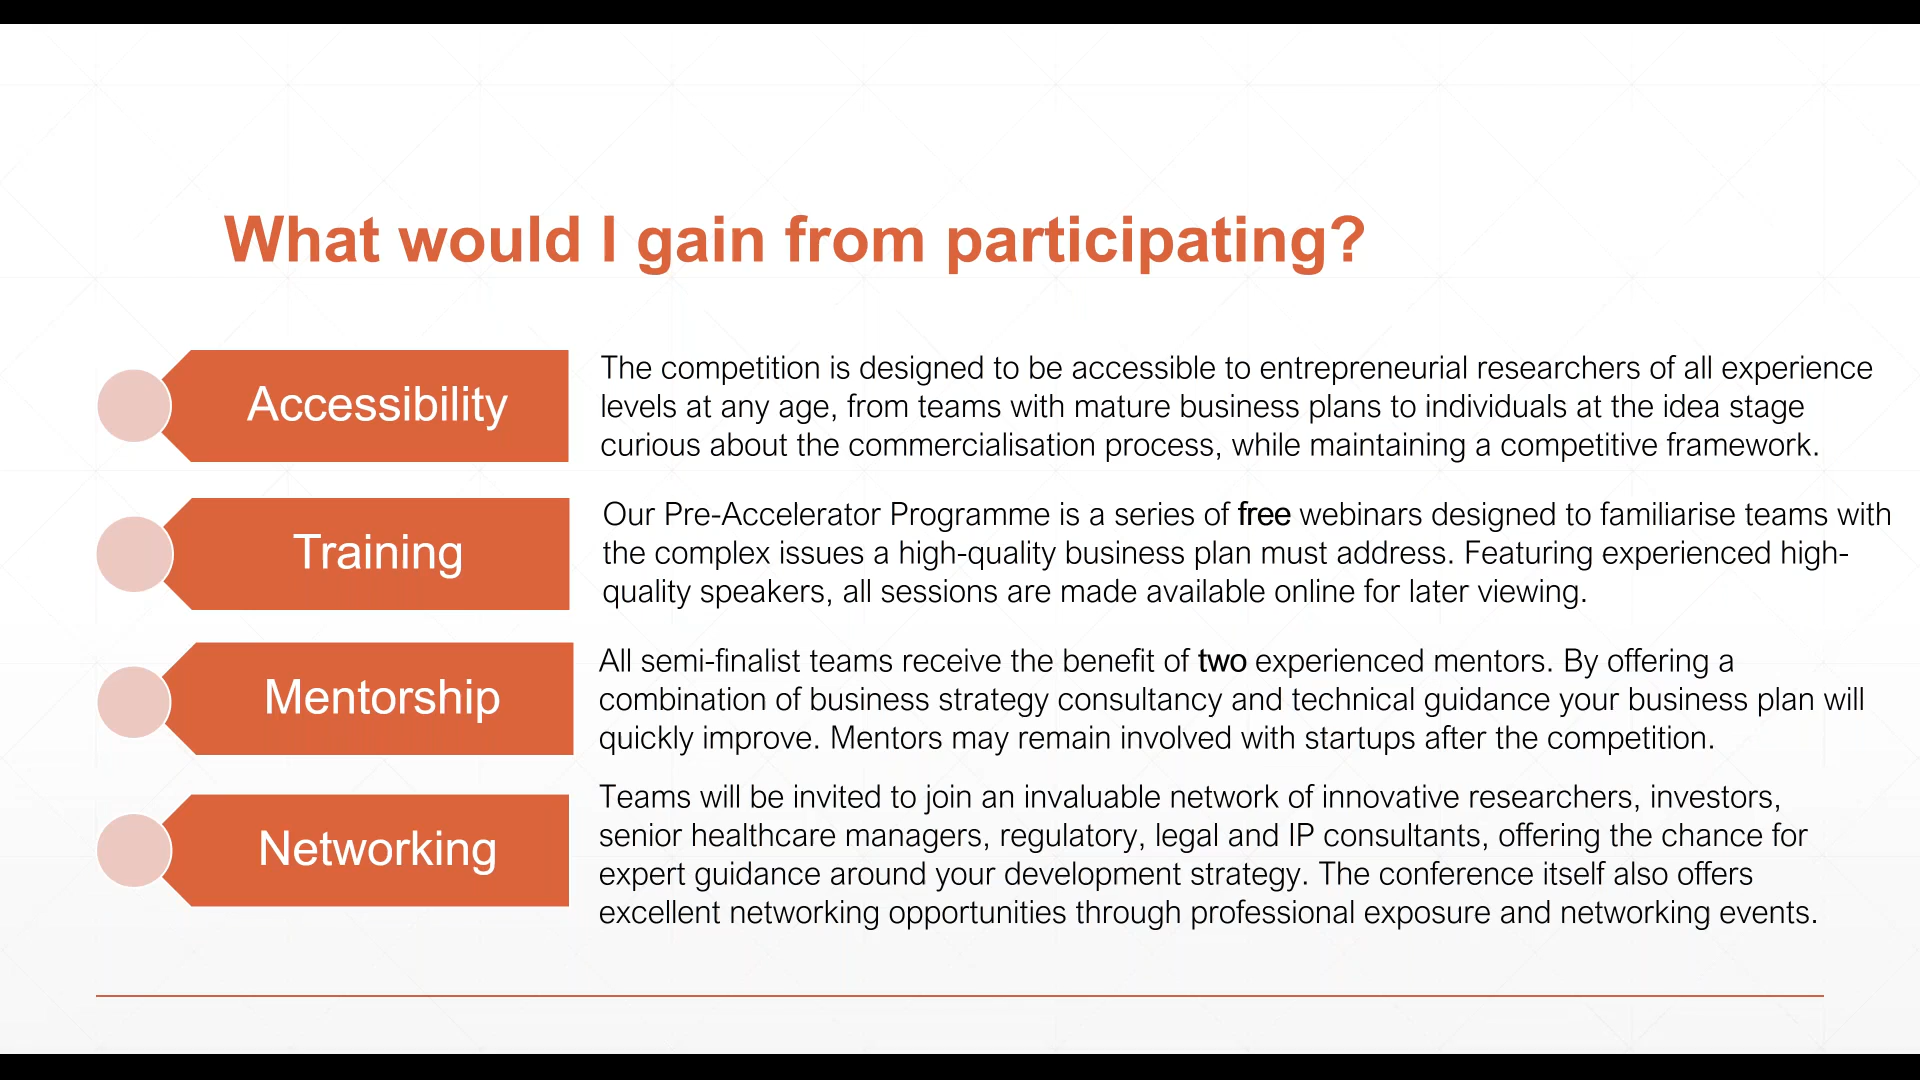 What would I gain from participating?
Accessibility
The competition is designed to be accessible to entrepreneurial researchers of all experience
levels at any age, from teams with mature business plans to individuals at the idea stage
curious about the commercialisation process, while maintaining a competitive framework.
Training
Our Pre-Accelerator Programme is a series of free webinars designed to familiarise teams with
the complex issues a high-quality business plan must address. Featuring experienced high-
quality speakers, all sessions are made available online for later viewing.
Mentorship
All semi-finalist teams receive the benefit of two experienced mentors. By offering a
combination of business strategy consultancy and technical guidance your business plan will
quickly improve. Mentors may remain involved with startups after the competition.
Networking
Teams will be invited to join an invaluable network of innovative researchers, investors,
senior healthcare managers, regulatory, legal and IP consultants, offering the chance for
expert guidance around your development strategy. The conference itself also offers
excellent networking opportunities through professional exposure and networking events.